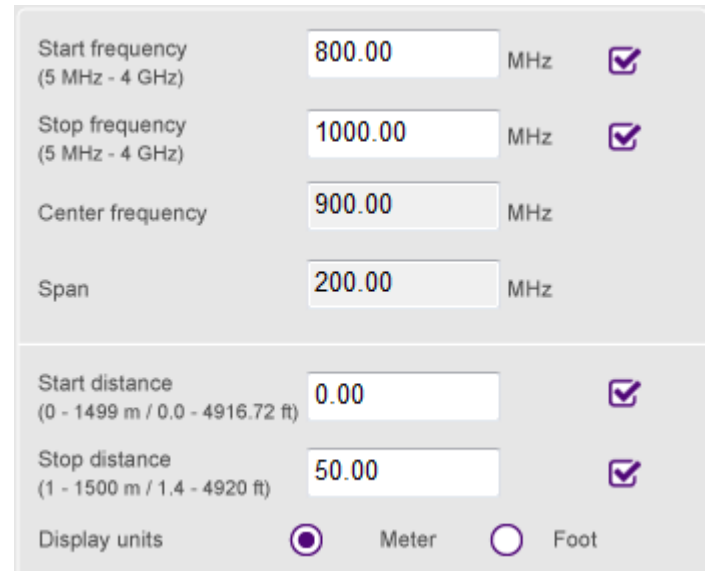 Start frequency 800.00 MHz
(5 MHz - 4 GHz)
Stop frequency 1000.00 MHz
(5 MHz - 4 GHz)
Center frequency 900.00 MHz
Span 200.00 MHz
Start distance 0.00
(0 - 1499 m / 0.0 - 4916.72 ft)
Stop distance 50.00
(1 - 1500 m / 1.4 - 4920 ft)
Display units Meter Foot